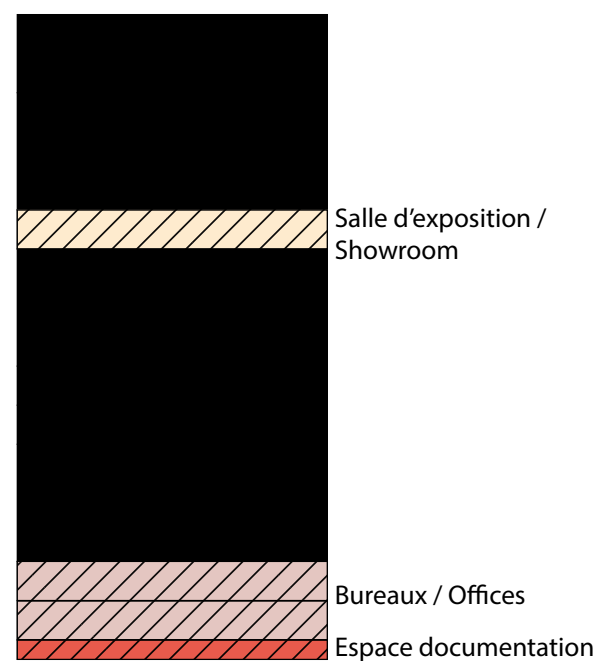 Salle d'exposition /
Showroom
Bureaux / Offices
Espace documentation